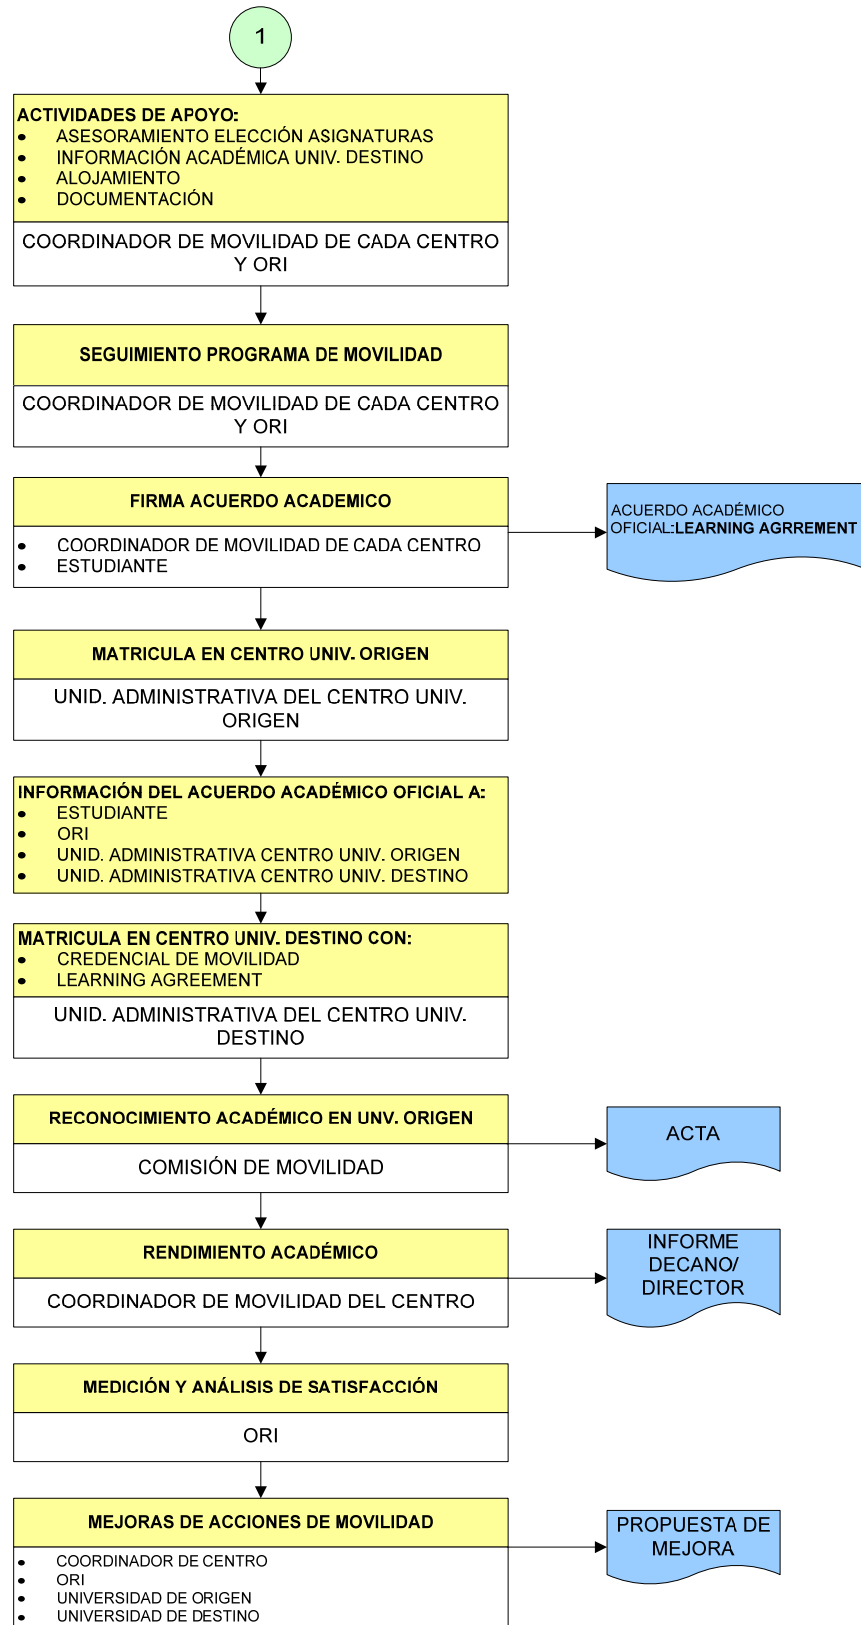 1
ACTIVIDADES DE APOYO:
• ASESORAMIENTO ELECCIÓN ASIGNATURAS
• INFORMACIÓN ACADÉMICA UNIV. DESTINO
• ALOJAMIENTO
• DOCUMENTACIÓN
COORDINADOR DE MOVILIDAD DE CADA CENTRO
Y ORI
SEGUIMIENTO PROGRAMA DE MOVILIDAD
COORDINADOR DE MOVILIDAD DE CADA CENTRO
Y ORI
FIRMA ACUERDO ACADEMICO
• COORDINADOR DE MOVILIDAD DE CADA CENTRO
• ESTUDIANTE
ACUERDO ACADÉMICO
OFICIAL:LEARNING AGRREMENT
MATRICULA EN CENTRO UNIV. ORIGEN
UNID. ADMINISTRATIVA DEL CENTRO UNIV.
ORIGEN
INFORMACIÓN DEL ACUERDO ACADÉMICO OFICIAL A:
• ESTUDIANTE
• ORI
• UNID. ADMINISTRATIVA CENTRO UNIV. ORIGEN
• UNID. ADMINISTRATIVA CENTRO UNIV. DESTINO
MATRICULA EN CENTRO UNIV. DESTINO CON:
• CREDENCIAL DE MOVILIDAD
• LEARNING AGREEMENT
UNID. ADMINISTRATIVA DEL CENTRO UNIV.
DESTINO
RECONOCIMIENTO ACADÉMICO EN UNV. ORIGEN
COMISIÓN DE MOVILIDAD
ACTA
RENDIMIENTO ACADÉMICO
COORDINADOR DE MOVILIDAD DEL CENTRO
INFORME
DECANO/
DIRECTOR
MEDICIÓN Y ANÁLISIS DE SATISFACCIÓN
ORI
MEJORAS DE ACCIONES DE MOVILIDAD
• COORDINADOR DE CENTRO
• ORI
• UNIVERSIDAD DE ORIGEN
• UNIVERSIDAD DE DESTINO
PROPUESTA DE
MEJORA